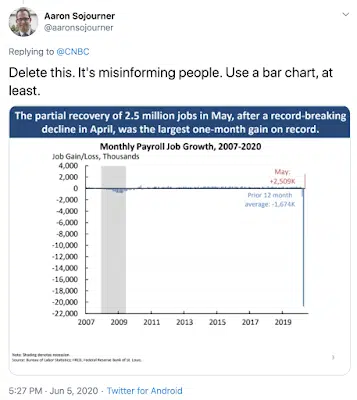 Aaron Sojourner
@aaronsojourner
Replying to @CNBC
Delete this. It's misinforming people. Use a bar chart, at
least.
The partial recovery of 2.5 million jobs in May, after a record-breaking
decline in April, was the largest one-month gain on record.
Monthly Payroll Job Growth, 2007-2020
Job Gain/Loss, Thousands
4,000
2,000
0
-2,000
-4,000
-6,000
-8,000
-10,000
-12,000
-14,000
-16,000
-18,000
-20,000
-22,000
May:
+2,509K
Prior 12 month
average: -1,674K
2007 2009 2011 2013 2015 2017 2019
Note: Shading denotes recession.
Source: Bureau of Labor Statistics; FRED, Federal Reserve Bank of St. Louis.
5:27 PM · Jun 5, 2020 · Twitter for Android